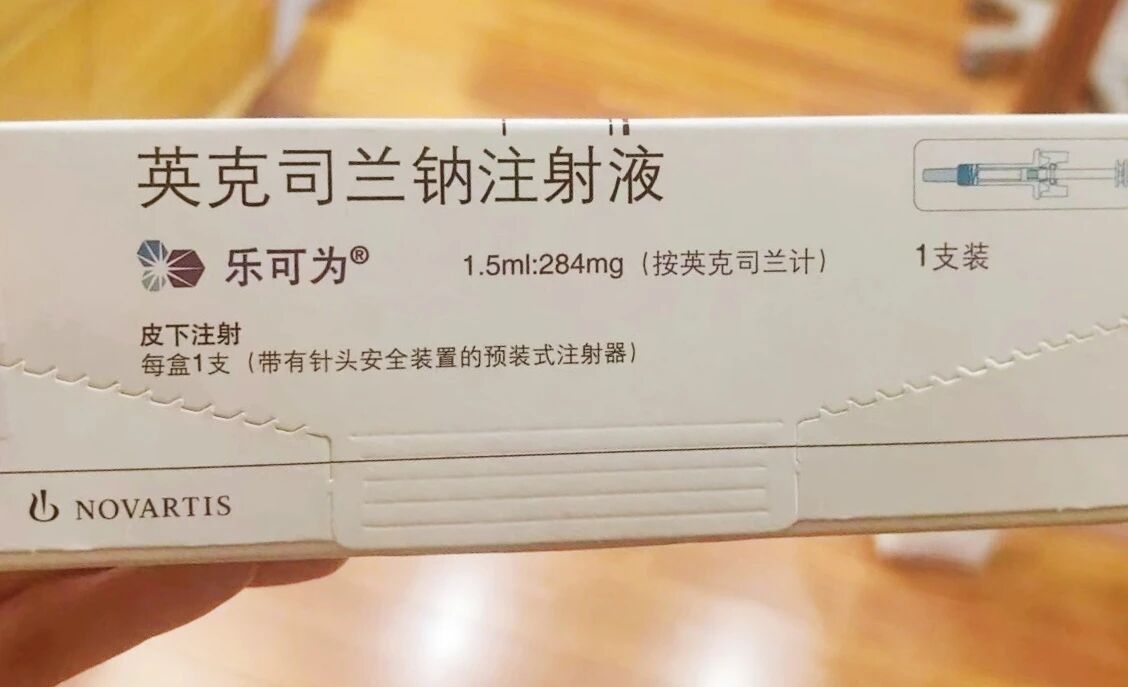 英克司兰钠注射液
乐可为® 1.5ml:284mg（按英克司兰计） 1支装
皮下注射
每盒1支（带有针头安全装置的预装式注射器）
NOVARTIS